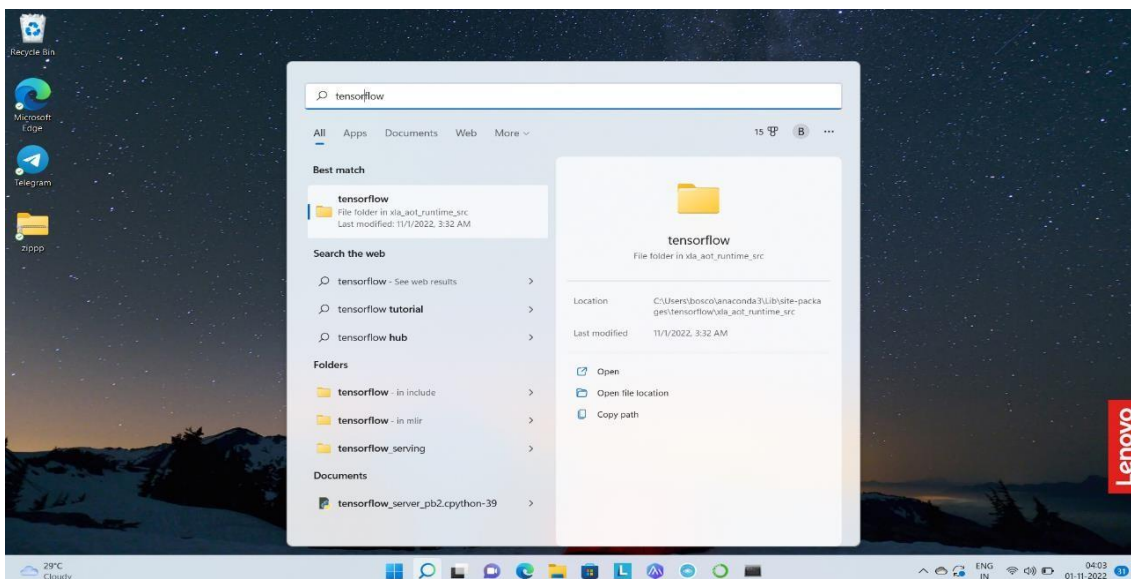 Recycle Bin
Microsoft
Edge
Telegram
zippp
tensorflow
All Apps Documents Web More
15 B ...
Best match
tensorflow
File folder in xla_aot_runtime_src
Last modified: 11/1/2022, 3:32 AM
Search the web
tensorflow - See web results
tensorflow tutorial
tensorflow hub
Folders
tensorflow - in include
tensorflow - in mlir
tensorflow_serving
Documents
tensorflow_server_pb2.cpython-39
tensorflow
File folder in xla_aot_runtime_src
Location C:\Users\bosco\anaconda3\Lib\site-packa
ges\tensorflow\xla_aot_runtime_src
Last modified 11/1/2022, 3:32 AM
Open
Open file location
Copy path
Lenovo
29°C
Cloudy
L
ENG
IN
04:03
01-11-2022
31